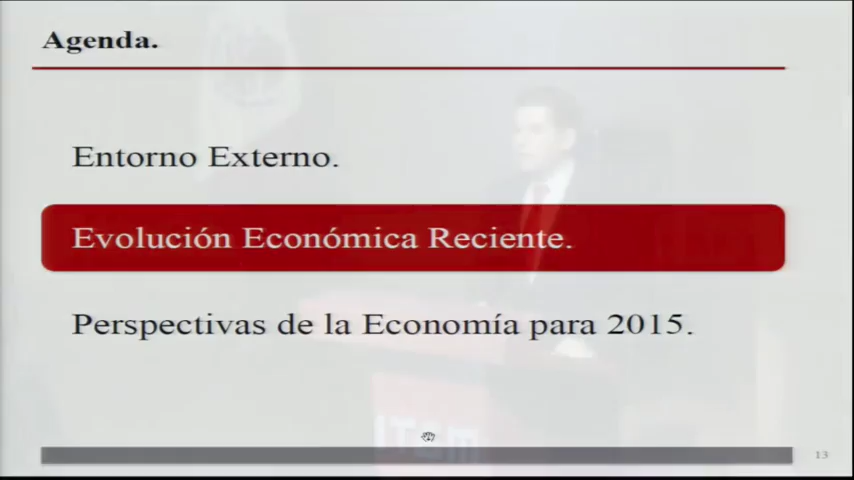 Agenda.
Entorno Externo.
Evolución Económica Reciente.
Perspectivas de la Economía para 2015.
13